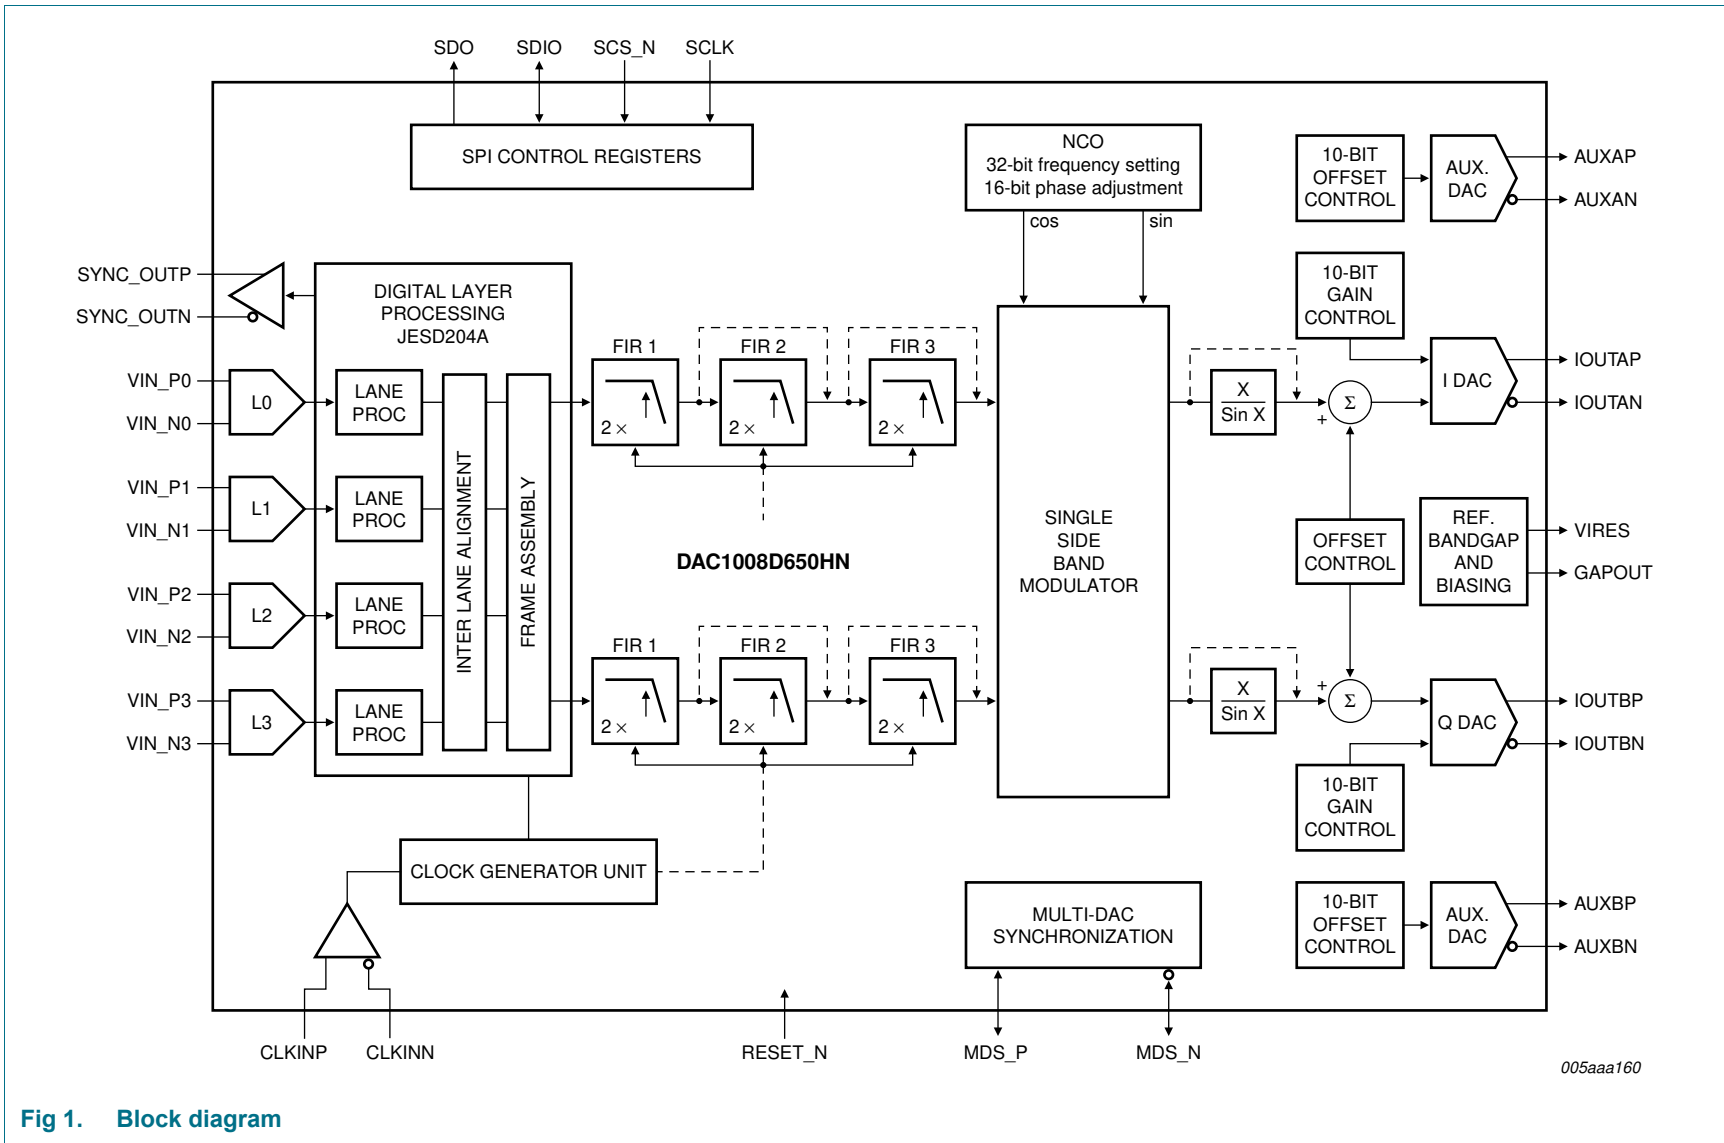 SDO
SDIO
SCS_N
SCLK
SPI CONTROL REGISTERS
NCO
32-bit frequency setting
16-bit phase adjustment
cos
sin
10-BIT
OFFSET
CONTROL
AUX.
DAC
AUXAP
AUXAN
SYNC_OUTP
SYNC_OUTN
DIGITAL LAYER
PROCESSING
JESD204A
10-BIT
GAIN
CONTROL
VIN_P0
VIN_N0
L0
LANE
PROC
VIN_P1
VIN_N1
L1
LANE
PROC
VIN_P2
VIN_N2
L2
LANE
PROC
VIN_P3
VIN_N3
L3
LANE
PROC
INTER LANE ALIGNMENT
FRAME ASSEMBLY
FIR 1
2 ×
FIR 2
2 ×
FIR 3
2 ×
DAC1008D650HN
FIR 1
2 ×
FIR 2
2 ×
FIR 3
2 ×
SINGLE
SIDE
BAND
MODULATOR
X
Sin X
+
Σ
I DAC
IOUTAP
IOUTAN
OFFSET
CONTROL
REF.
BANDGAP
AND
BIASING
VIRES
GAPOUT
X
Sin X
+
Σ
Q DAC
IOUTBP
IOUTBN
10-BIT
GAIN
CONTROL
CLOCK GENERATOR UNIT
MULTI-DAC
SYNCHRONIZATION
10-BIT
OFFSET
CONTROL
AUX.
DAC
AUXBP
AUXBN
CLKINP
CLKINN
RESET_N
MDS_P
MDS_N
005aaa160
Fig 1. Block diagram